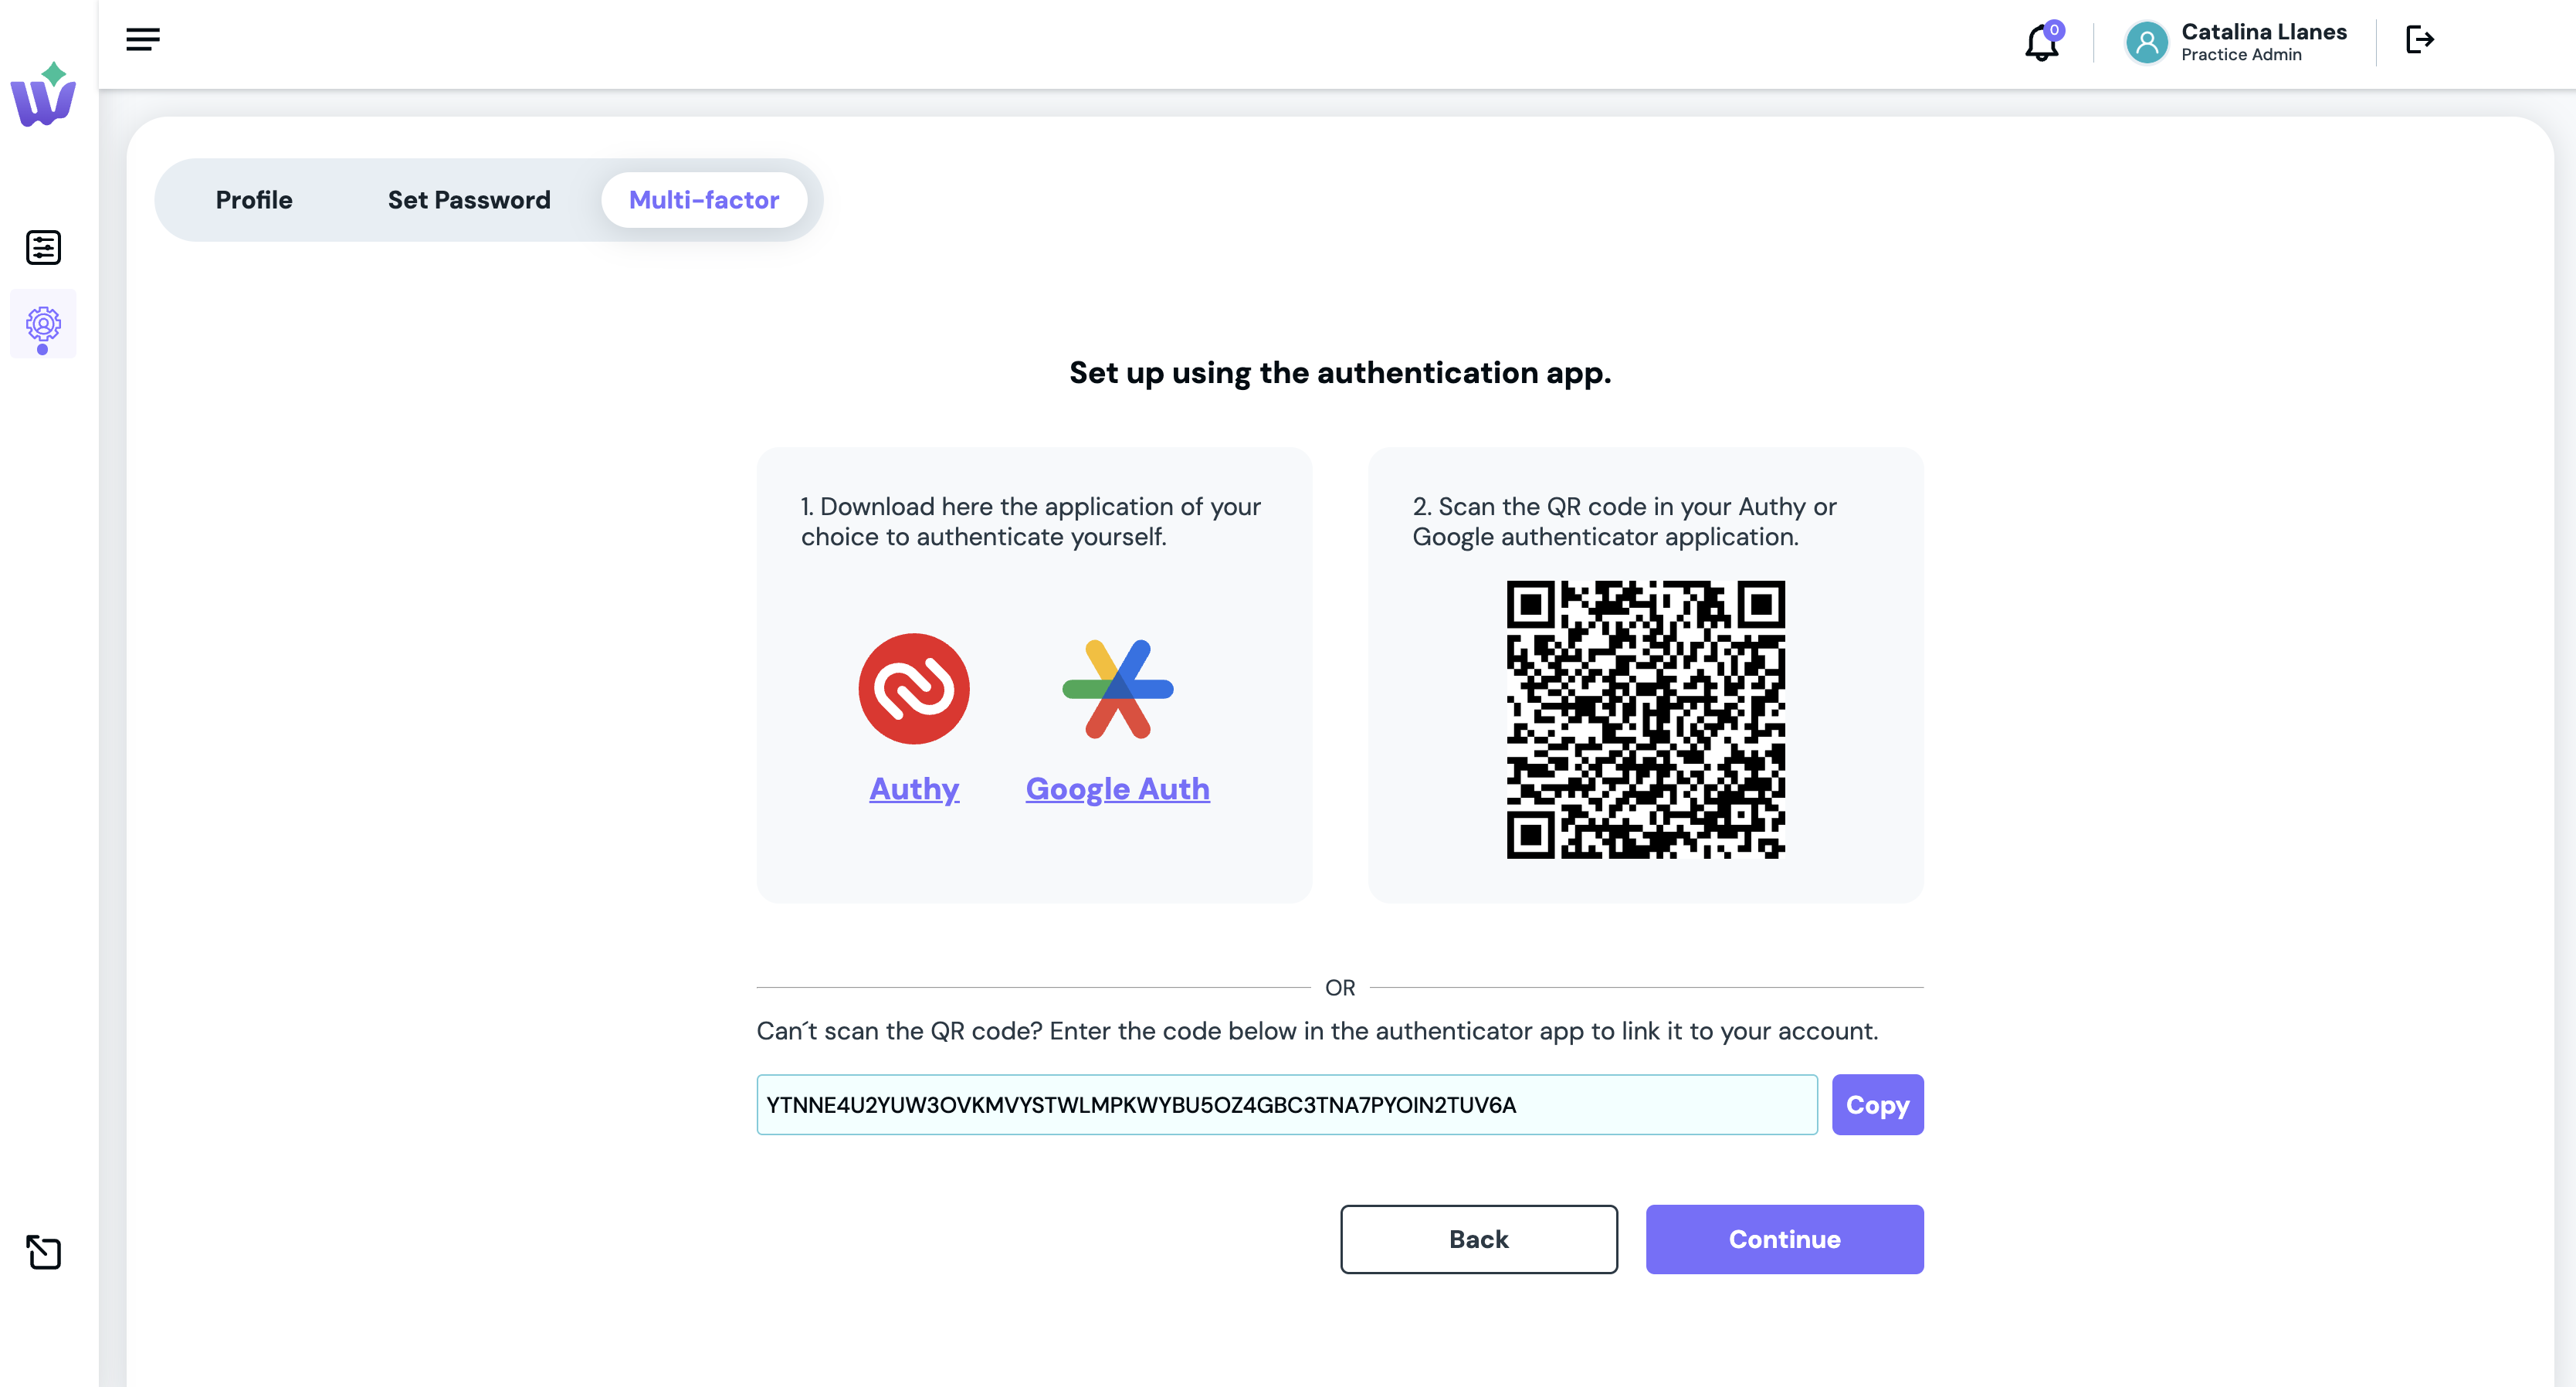 0
Catalina Llanes
Practice Admin
Profile
Set Password
Multi-factor
Set up using the authentication app.
1. Download here the application of your
choice to authenticate yourself.
Authy
Google Auth
2. Scan the QR code in your Authy or
Google authenticator application.
OR
Can´t scan the QR code? Enter the code below in the authenticator app to link it to your account.
YTNNE4U2YUW3OVKMVYSTWLMPKWYBU5OZ4GBC3TNA7PYOIN2TUV6A
Copy
Back
Continue